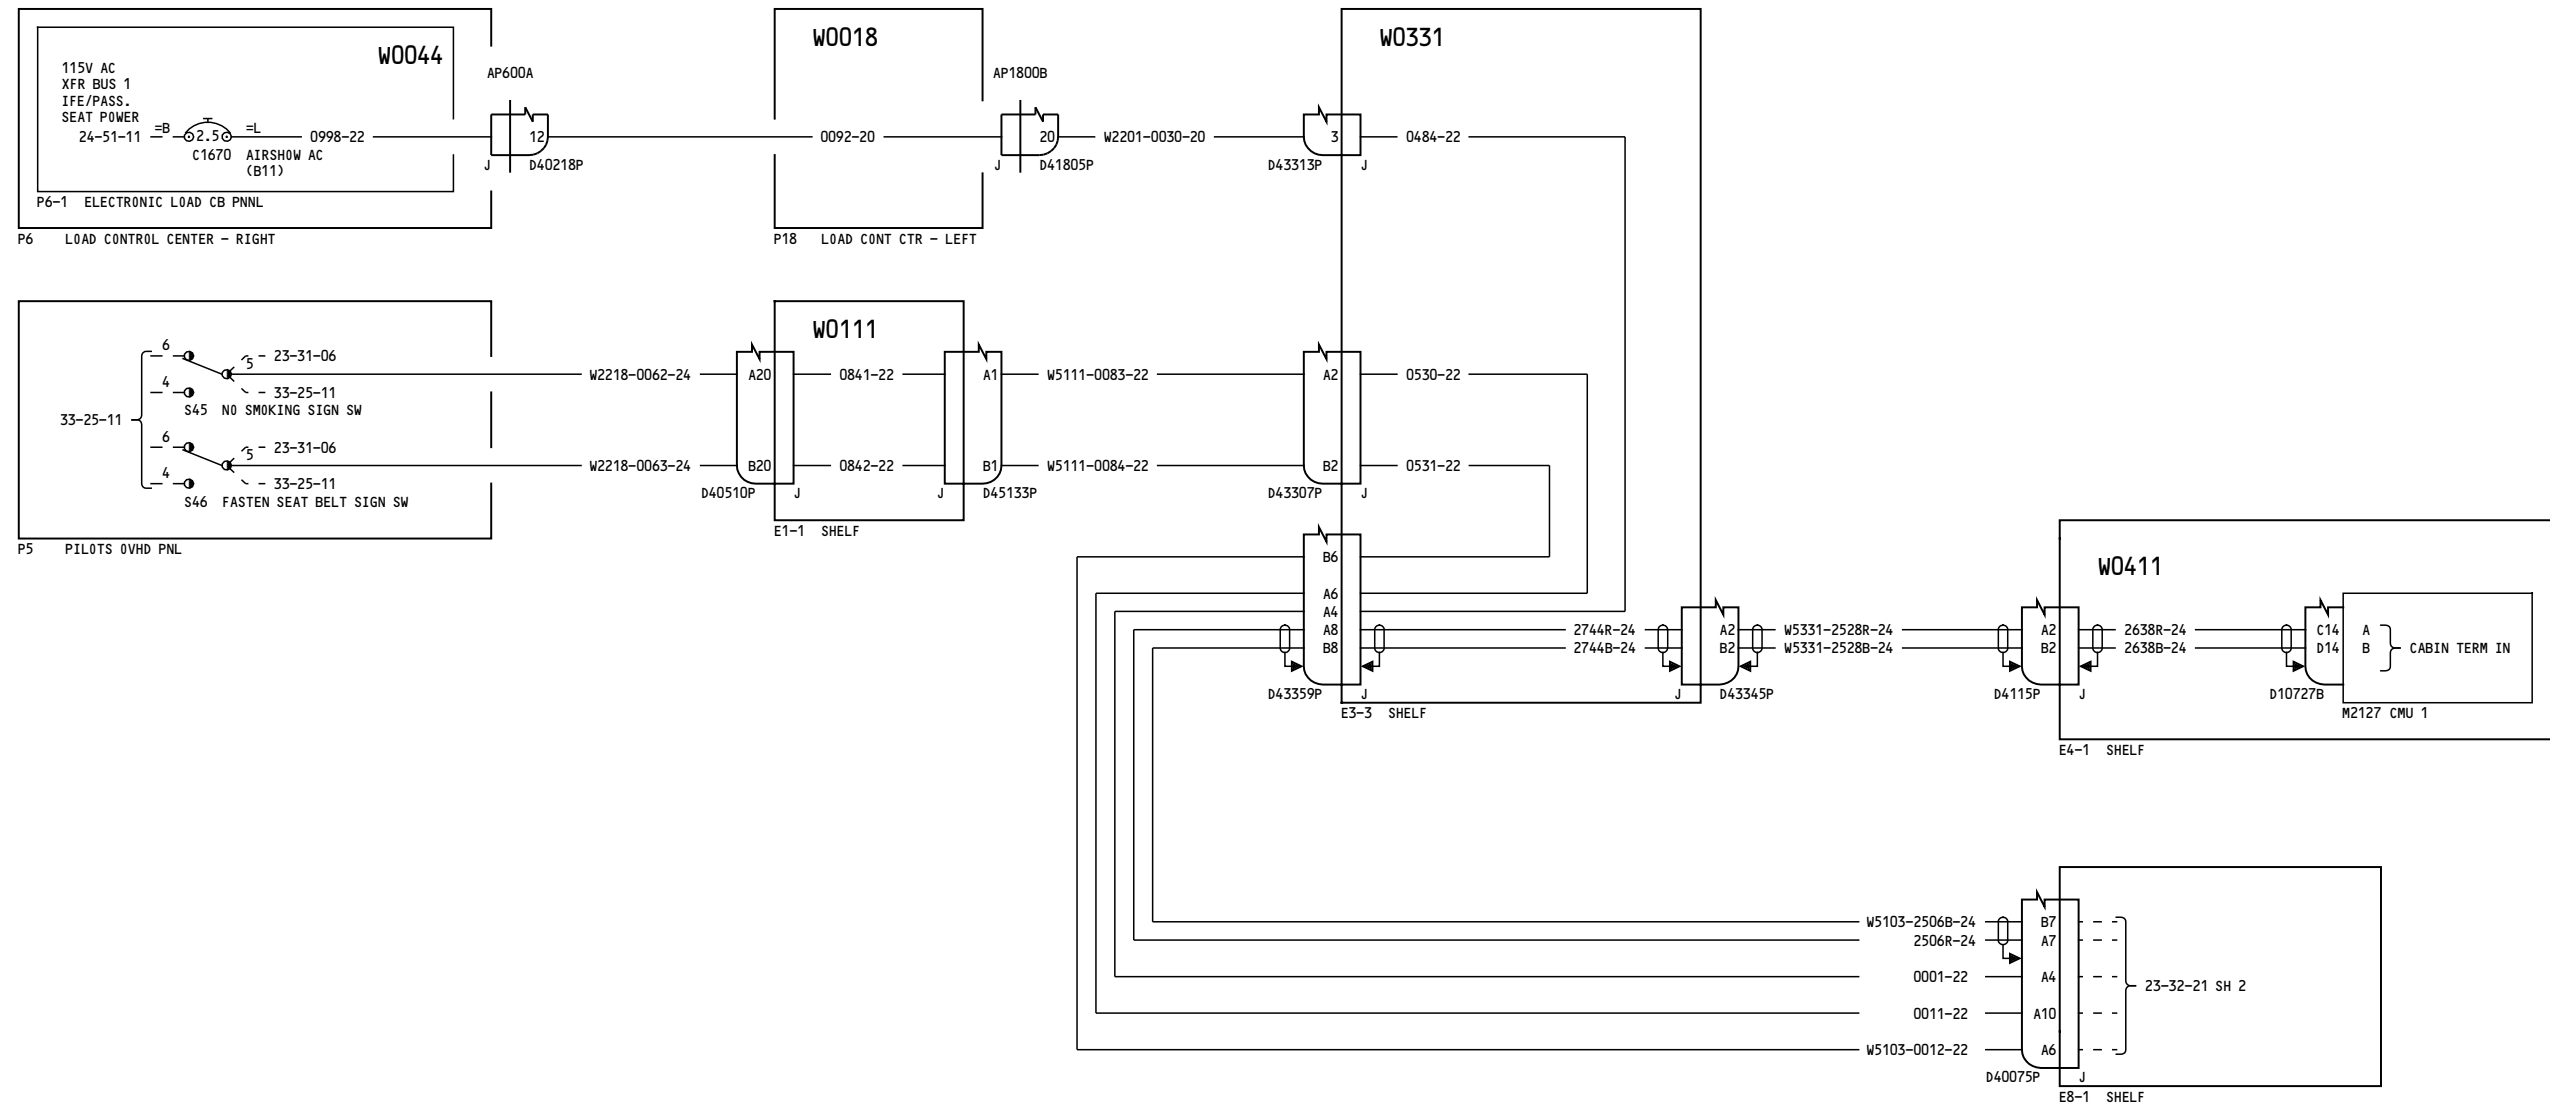 W0044
115V AC
XFR BUS 1
IFE/PASS.
SEAT POWER
24-51-11
=B
2.5
=L
0998-22
C1670 AIRSHOW AC
(B11)
P6-1 ELECTRONIC LOAD CB PNNL
P6 LOAD CONTROL CENTER - RIGHT
AP600A
12
J
D40218P
W0018
0092-20
P18 LOAD CONT CTR - LEFT
AP1800B
20
J
D41805P
W2201-0030-20
W0331
3
D43313P
J
0484-22
33-25-11
6
4
5
23-31-06
33-25-11
S45 NO SMOKING SIGN SW
6
4
5
23-31-06
33-25-11
S46 FASTEN SEAT BELT SIGN SW
P5 PILOTS OVHD PNL
W2218-0062-24
W2218-0063-24
W0111
A20
B20
D40510P
J
0841-22
0842-22
A1
B1
J
D45133P
E1-1 SHELF
W5111-0083-22
W5111-0084-22
A2
B2
D43307P
J
0530-22
0531-22
B6
A6
A4
A8
B8
D43359P
J
2744R-24
2744B-24
A2
B2
J
D43345P
E3-3 SHELF
W5331-2528R-24
W5331-2528B-24
W0411
A2
B2
D4115P
J
2638R-24
2638B-24
C14
D14
D10727B
A
B
CABIN TERM IN
M2127 CMU 1
E4-1 SHELF
W5103-2506B-24
2506R-24
0001-22
0011-22
W5103-0012-22
B7
A7
A4
A10
A6
D40075P
J
23-32-21 SH 2
E8-1 SHELF